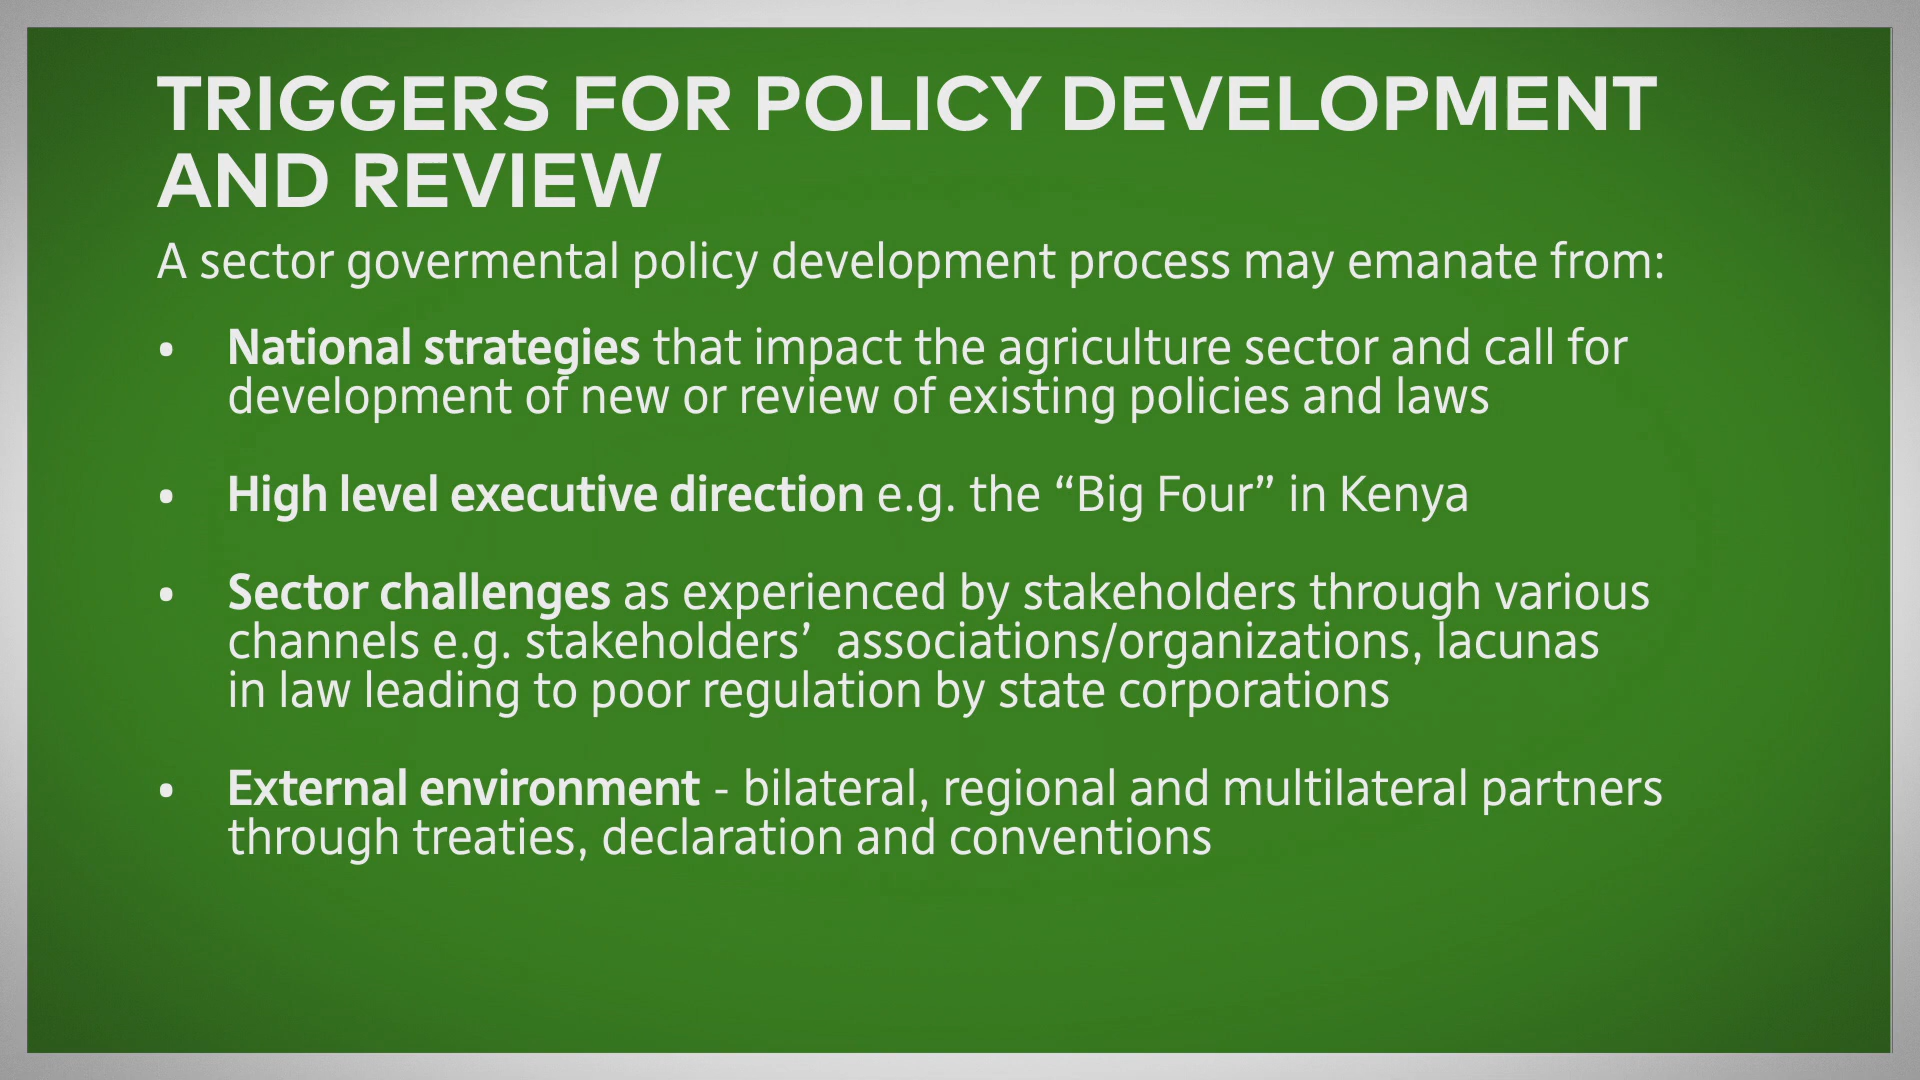 TRIGGERS FOR POLICY DEVELOPMENT
AND REVIEW
A sector govermental policy development process may emanate from:
• National strategies that impact the agriculture sector and call for
development of new or review of existing policies and laws
• High level executive direction e.g. the “Big Four” in Kenya
• Sector challenges as experienced by stakeholders through various
channels e.g. stakeholders’  associations/organizations, lacunas
in law leading to poor regulation by state corporations
• External environment - bilateral, regional and multilateral partners
through treaties, declaration and conventions